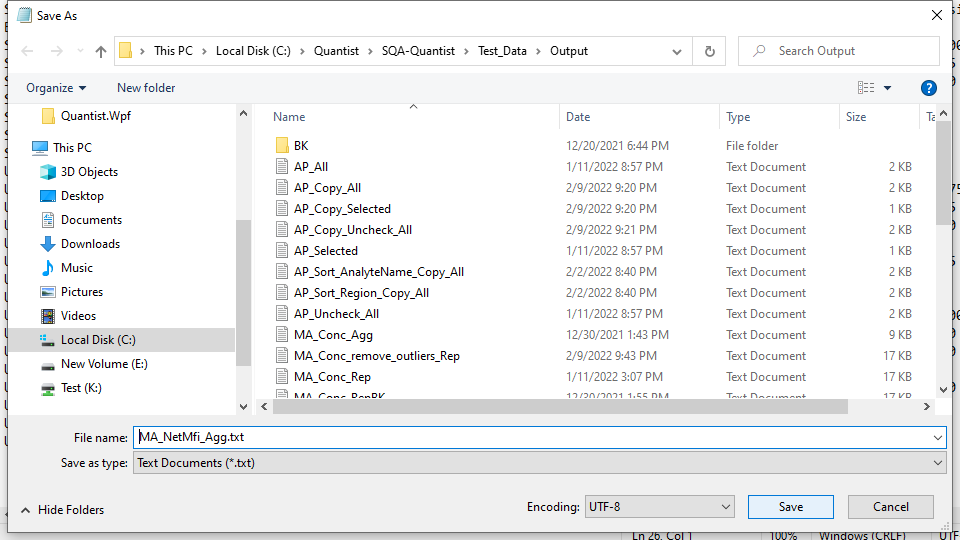 Save As
This PC > Local Disk (C:) > Quantist > SQA-Quantist > Test_Data > Output
Search Output
Organize New folder
Quantist.Wpf
This PC
3D Objects
Desktop
Documents
Downloads
Music
Pictures
Videos
Local Disk (C:)
New Volume (E:)
Test (K:)
Name Date Type Size Ta
BK 12/20/2021 6:44 PM File folder
AP_All 1/11/2022 8:57 PM Text Document 2 KB
AP_Copy_All 2/9/2022 9:20 PM Text Document 2 KB
AP_Copy_Selected 2/9/2022 9:20 PM Text Document 1 KB
AP_Copy_Uncheck_All 2/9/2022 9:21 PM Text Document 2 KB
AP_Selected 1/11/2022 8:57 PM Text Document 1 KB
AP_Sort_AnalyteName_Copy_All 2/2/2022 8:40 PM Text Document 2 KB
AP_Sort_Region_Copy_All 2/2/2022 8:40 PM Text Document 2 KB
AP_Uncheck_All 1/11/2022 8:57 PM Text Document 2 KB
MA_Conc_Agg 12/30/2021 1:43 PM Text Document 9 KB
MA_Conc_remove_outliers_Rep 2/9/2022 9:43 PM Text Document 17 KB
MA_Conc_Rep 1/11/2022 3:07 PM Text Document 17 KB
MA_Conc_RepBK 12/30/2021 1:55 PM Text Document 17 KB
File name: MA_NetMfi_Agg.txt
Save as type: Text Documents (*.txt)
Hide Folders
Encoding: UTF-8 Save Cancel
Ln 26, Col 1 100% Windows (CRLF) UTF